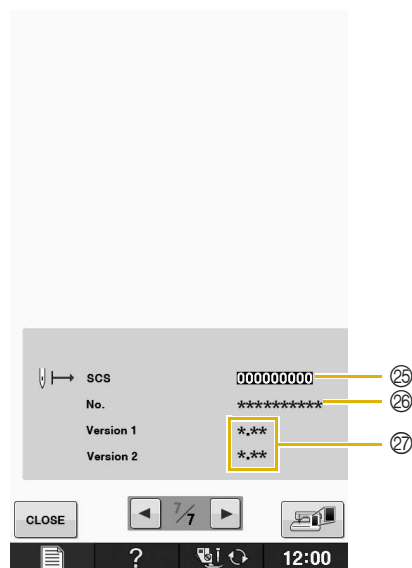 SCS 000000000 ㉕
No. ********** ㉖
Version 1 *.**
㉗
Version 2 *.**
CLOSE 7/7
? 12:00